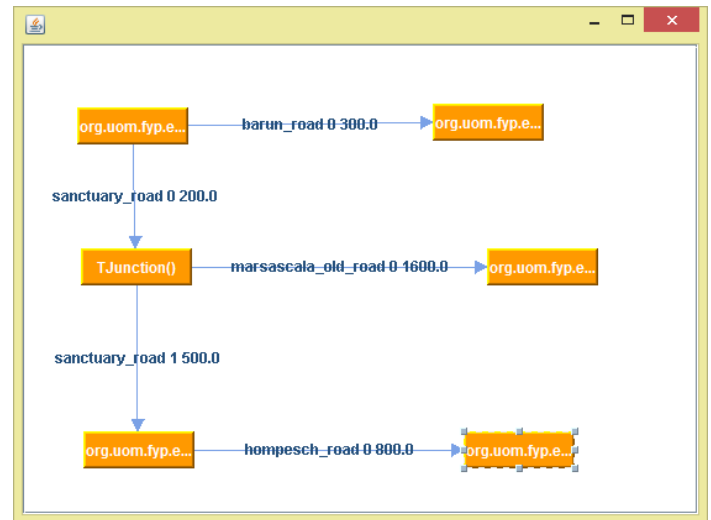 org.uom.fyp.e...
barun_road 0 300.0
org.uom.fyp.e...
sanctuary_road 0 200.0
TJunction()
marsascala_old_road 0 1600.0
org.uom.fyp.e...
sanctuary_road 1 500.0
org.uom.fyp.e...
hompesch_road 0 800.0
org.uom.fyp.e...